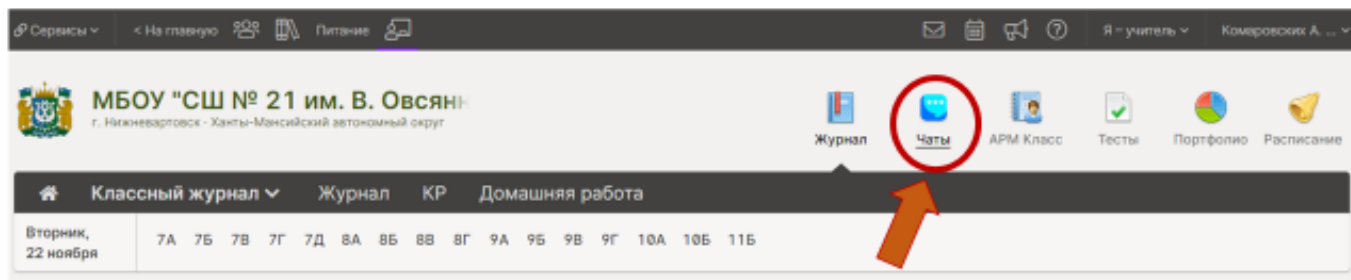 Сервисы < На главную Питание Я – учитель Комаровских А. ...
МБОУ "СШ № 21 им. В. Овсянн
г. Нижневартовск - Ханты-Мансийский автономный округ
Журнал Чаты АРМ Класс Тесты Портфолио Расписание
Классный журнал Журнал КР Домашняя работа
Вторник,
22 ноября
7А 7Б 7В 7Г 7Д 8А 8Б 8В 8Г 9А 9Б 9В 9Г 10А 10Б 11Б